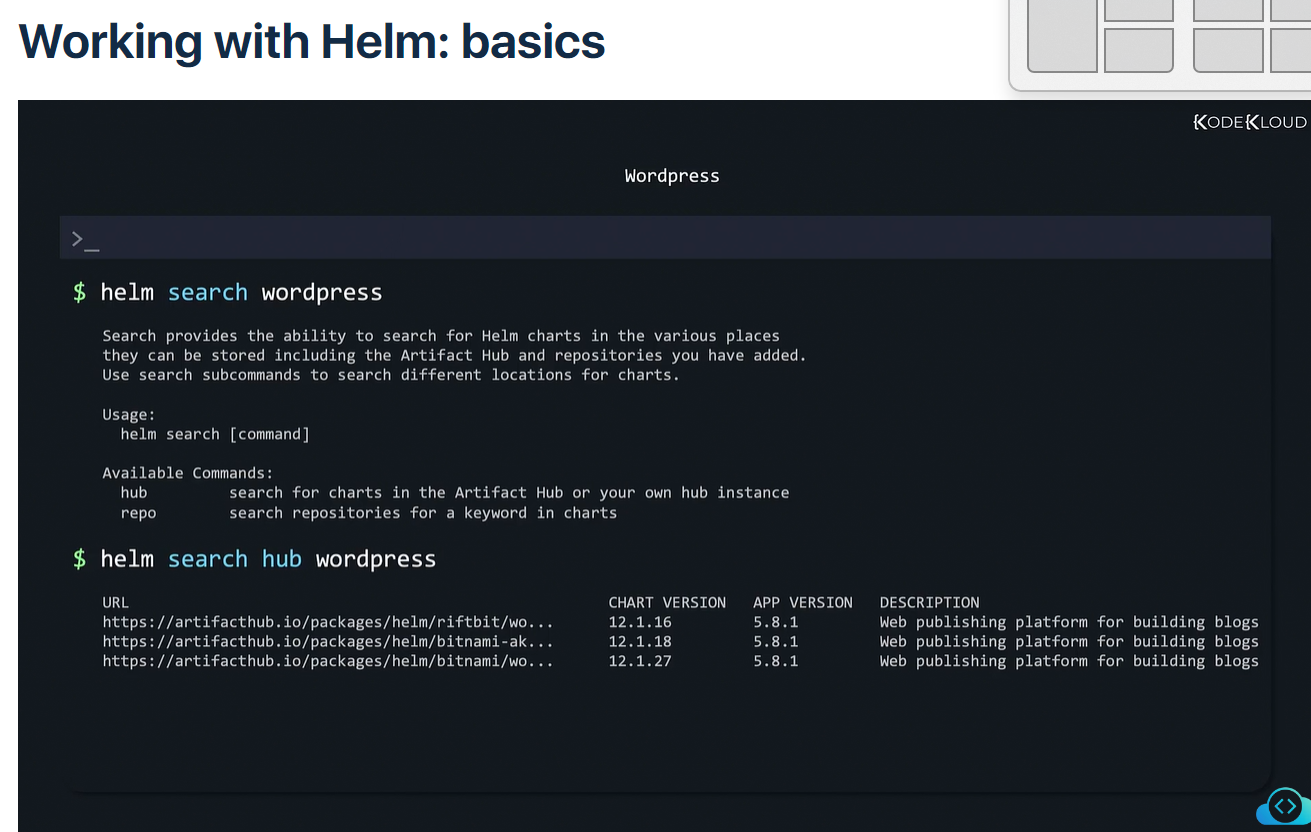 Working with Helm: basics
KODEKLOUD
Wordpress
>_
$ helm search wordpress
Search provides the ability to search for Helm charts in the various places
they can be stored including the Artifact Hub and repositories you have added.
Use search subcommands to search different locations for charts.
Usage:
helm search [command]
Available Commands:
hub search for charts in the Artifact Hub or your own hub instance
repo search repositories for a keyword in charts
$ helm search hub wordpress
URL CHART VERSION APP VERSION DESCRIPTION
https://artifacthub.io/packages/helm/riftbit/wo... 12.1.16 5.8.1 Web publishing platform for building blogs
https://artifacthub.io/packages/helm/bitnami-ak... 12.1.18 5.8.1 Web publishing platform for building blogs
https://artifacthub.io/packages/helm/bitnami/wo... 12.1.27 5.8.1 Web publishing platform for building blogs